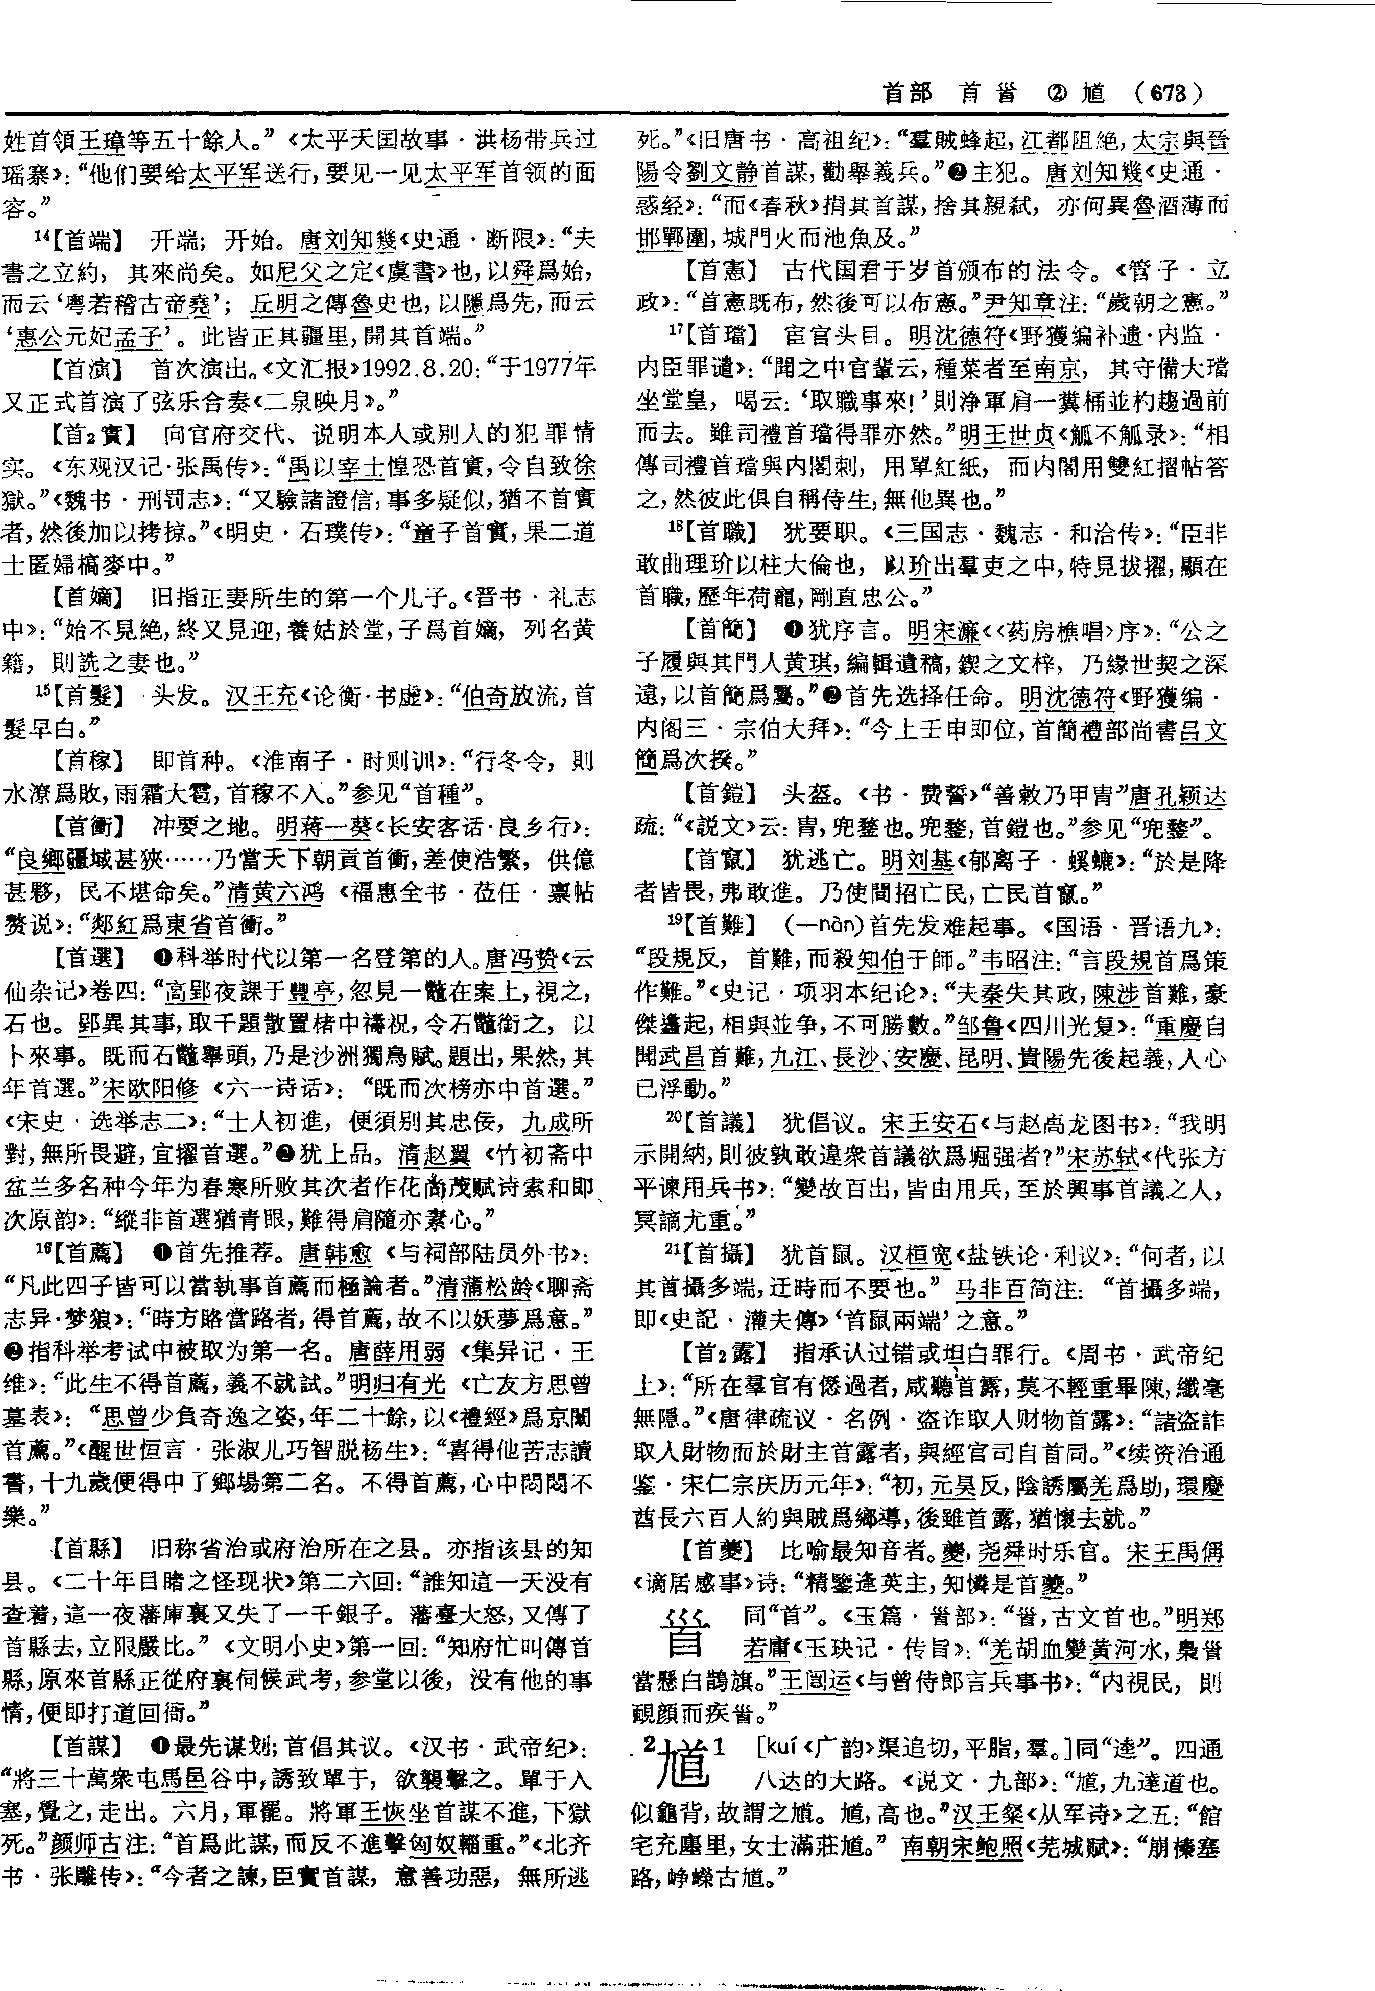 首部 首𩠐 ② 馗 （673）
姓首領王璋等五十餘人。”《太平天国故事·洪杨带兵过
瑶寨》：“他们要给太平军送行，要见一见太平军首领的面
容。”
14【首端】 开端；开始。唐刘知幾《史通·断限》：“夫
書之立約，其來尚矣。如尼父之定《虞書》也，以舜爲始，
而云‘粤若稽古帝堯’；丘明之傳魯史也，以隱爲先，而云
‘惠公元妃孟子’。此皆正其疆里，開其首端。”
【首演】 首次演出。《文汇报》1992.8.20：“于1977年
又正式首演了弦乐合奏《二泉映月》。”
【首2實】 向官府交代、说明本人或别人的犯罪情
实。《东观汉记·张禹传》：“禹以宰士惶恐首實，令自致徐
獄。”《魏书·刑罚志》：“又驗諸證信，事多疑似，猶不首實
者，然後加以拷掠。”《明史·石璞传》：“童子首實，果二道
士匿婦槁麥中。”
【首嫡】 旧指正妻所生的第一个儿子。《晋书·礼志
中》：“始不見絶，終又見迎，養姑於堂，子爲首嫡，列名黄
籍，則詵之妻也。”
15【首髮】 头发。汉王充《论衡·书虚》：“伯奇放流，首
髮早白。”
【首稼】 即首种。《淮南子·时则训》：“行冬令，則
水潦爲敗，雨霜大雹，首稼不入。”参见“首種”。
【首衝】 冲要之地。明蒋一葵《长安客话·良乡行》：
“良鄉疆域甚狹……乃當天下朝貢首衝，差使浩繁，供億
甚夥，民不堪命矣。”清黄六鸿《福惠全书·莅任·禀帖
赘说》：“郯紅爲東省首衝。”
【首選】 ❶科举时代以第一名登第的人。唐冯贽《云
仙杂记》卷四：“高郢夜課于豐亭，忽見一鼈在案上，視之，
石也。郢異其事，取千題散置楮中禱祝，令石鼈銜之，以
卜來事。既而石鼈舉頭，乃是沙洲獨鳥賦。題出，果然，其
年首選。”宋欧阳修《六一诗话》：“既而次榜亦中首選。”
《宋史·选举志二》：“士人初進，便須别其忠佞，九成所
對，無所畏避，宜擢首選。”❷犹上品。清赵翼《竹初斋中
盆兰多名种今年为春寒所败其次者作花尚茂赋诗索和即
次原韵》：“縱非首選猶青眼，難得肩隨亦素心。”
16【首薦】 ❶首先推荐。唐韩愈《与祠部陆员外书》：
“凡此四子皆可以當執事首薦而極論者。”清蒲松龄《聊斋
志异·梦狼》：“時方賂當路者，得首薦，故不以妖夢爲意。”
❷指科举考试中被取为第一名。唐薛用弱《集异记·王
维》：“此生不得首薦，義不就試。”明归有光《亡友方思曾
墓表》：“思曾少負奇逸之姿，年二十餘，以《禮經》爲京闈
首薦。”《醒世恒言·张淑儿巧智脱杨生》：“喜得他苦志讀
書，十九歲便得中了鄉場第二名。不得首薦，心中悶悶不
樂。”
【首縣】 旧称省治或府治所在之县。亦指该县的知
县。《二十年目睹之怪现状》第二六回：“誰知這一天没有
查着，這一夜藩庫裏又失了一千銀子。藩臺大怒，又傳了
首縣去，立限嚴比。”《文明小史》第一回：“知府忙叫傳首
縣，原來首縣正從府裏伺候武考，参堂以後，没有他的事
情，便即打道回衙。”
【首謀】 ❶最先谋划；首倡其议。《汉书·武帝纪》：
“將三十萬衆屯馬邑谷中，誘致單于，欲襲擊之。單于入
塞，覺之，走出。六月，軍罷。將軍王恢坐首謀不進，下獄
死。”颜师古注：“首爲此謀，而反不進擊匈奴輜重。”《北齐
书·张雕传》：“今者之諫，臣實首謀，意善功惡，無所逃
死。”《旧唐书·高祖纪》：“羣賊蜂起，江都阻絶，太宗與晉
陽令劉文静首謀，勸舉義兵。”❷主犯。唐刘知幾《史通·
惑经》：“而《春秋》捐其首謀，捨其親弑，亦何異魯酒薄而
邯鄲圍，城門火而池魚及。”
【首憲】 古代国君于岁首颁布的法令。《管子·立
政》：“首憲既布，然後可以布憲。”尹知章注：“歲朝之憲。”
17【首璫】 宦官头目。明沈德符《野獲编补遗·内监·
内臣罪谴》：“聞之中官輩云，種菜者至南京，其守備大璫
坐堂皇，喝云：‘取職事來！’則浄軍肩一糞桶並杓趨過前
而去。雖司禮首璫得罪亦然。”明王世贞《觚不觚录》：“相
傳司禮首璫與内閣刺，用單紅紙，而内閣用雙紅摺帖答
之，然彼此俱自稱侍生，無他異也。”
18【首職】 犹要职。《三国志·魏志·和洽传》：“臣非
敢曲理玠以枉大倫也，以玠出羣吏之中，特見拔擢，顯在
首職，歷年荷寵，剛直忠公。”
【首簡】 ❶犹序言。明宋濂《〈药房樵唱〉序》：“公之
子履與其門人黄琪，編輯遺稿，鍥之文梓，乃緣世契之深
遠，以首簡爲屬。”❷首先选择任命。明沈德符《野獲编·
内阁三·宗伯大拜》：“今上壬申即位，首簡禮部尚書吕文
簡爲次揆。”
【首鎧】 头盔。《书·费誓》“善敹乃甲胄”唐孔颖达
疏：“《説文》云：胄，兜鍪也。兜鍪，首鎧也。”参见“兜鍪”。
【首竄】 犹逃亡。明刘基《郁离子·螇螰》：“於是降
者皆畏，弗敢進。乃使間招亡民，亡民首竄。”
19【首難】 （—nàn）首先发难起事。《国语·晋语九》：
“段規反，首難，而殺知伯于師。”韦昭注：“言段規首爲策
作難。”《史记·项羽本纪论》：“夫秦失其政，陳涉首難，豪
傑蠭起，相與並争，不可勝數。”邹鲁《四川光复》：“重慶自
聞武昌首難，九江、長沙、安慶、昆明、貴陽先後起義，人心
已浮動。”
20【首議】 犹倡议。宋王安石《与赵卨龙图书》：“我明
示開納，則彼孰敢違衆首議欲爲堀强者？”宋苏轼《代张方
平谏用兵书》：“變故百出，皆由用兵，至於興事首議之人，
冥謫尤重。”
21【首攝】 犹首鼠。汉桓宽《盐铁论·利议》：“何者，以
其首攝多端，迂時而不要也。”马非百简注：“首攝多端，
即《史記·灌夫傳》‘首鼠兩端’之意。”
【首2露】 指承认过错或坦白罪行。《周书·武帝纪
上》：“所在羣官有愆過者，咸聽首露，莫不輕重畢陳，纖毫
無隱。”《唐律疏议·名例·盗诈取人财物首露》：“諸盗詐
取人財物而於財主首露者，與經官司自首同。”《续资治通
鉴·宋仁宗庆历元年》：“初，元昊反，陰誘屬羌爲助，環慶
酋長六百人約與賊爲鄉導，後雖首露，猶懷去就。”
【首夔】 比喻最知音者。夔，尧舜时乐官。宋王禹偁
《谪居感事》诗：“精鑒逢英主，知憐是首夔。”
𩠐 同“首”。《玉篇·𩠐部》：“𩠐，古文首也。”明郑
若庸《玉玦记·传旨》：“羌胡血變黄河水，梟𩠐
當懸白鵲旗。”王闿运《与曾侍郎言兵事书》：“内視民，則
覥顔而疾𩠐。”
2馗1 ［kuí《广韵》渠追切，平脂，羣。］同“逵”。四通
八达的大路。《说文·九部》：“馗，九達道也。
似龜背，故謂之馗。馗，高也。”汉王粲《从军诗》之五：“館
宅充廛里，女士滿莊馗。”南朝宋鲍照《芜城赋》：“崩榛塞
路，峥嶸古馗。”